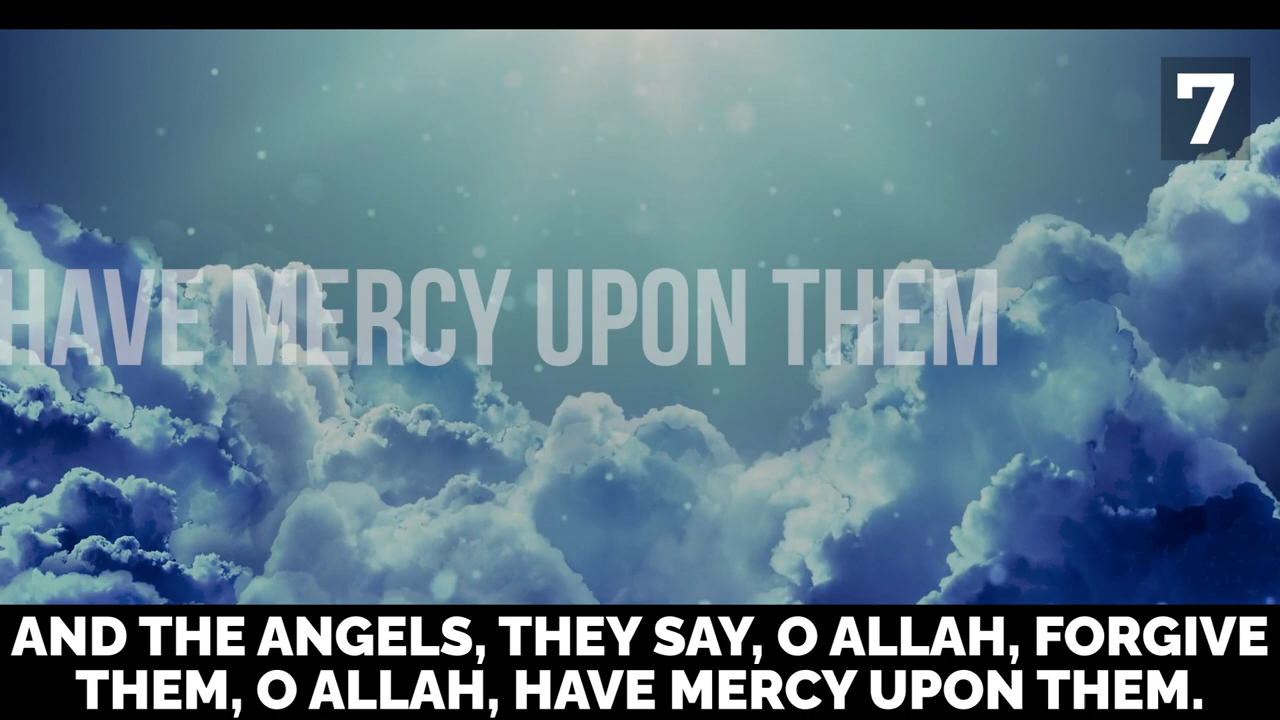 7
HAVE MERCY UPON THEM
AND THE ANGELS, THEY SAY, O ALLAH, FORGIVE
THEM, O ALLAH, HAVE MERCY UPON THEM.